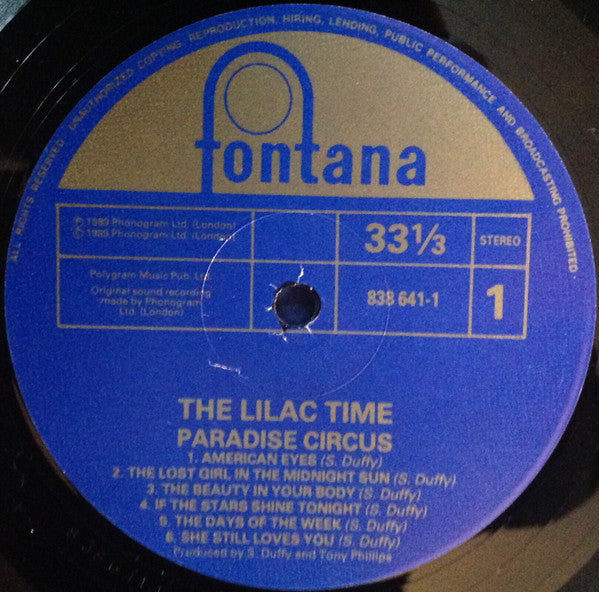 ALL RIGHTS RESERVED. UNAUTHORIZED COPYING, REPRODUCTION, HIRING, LENDING, PUBLIC PERFORMANCE AND BROADCASTING PROHIBITED.
fontana
℗ 1989 Phonogram Ltd. (London)
© 1989 Phonogram Ltd. (London)
33⅓
STEREO
Polygram Music Pub. Ltd.
Original sound recording
made by Phonogram
Ltd. (London)
838 641-1
1
THE LILAC TIME
PARADISE CIRCUS
1. AMERICAN EYES (S. Duffy)
2. THE LOST GIRL IN THE MIDNIGHT SUN (S. Duffy)
3. THE BEAUTY IN YOUR BODY (S. Duffy)
4. IF THE STARS SHINE TONIGHT (S. Duffy)
5. THE DAYS OF THE WEEK (S. Duffy)
6. SHE STILL LOVES YOU (S. Duffy)
Produced by S. Duffy and Tony Phillips